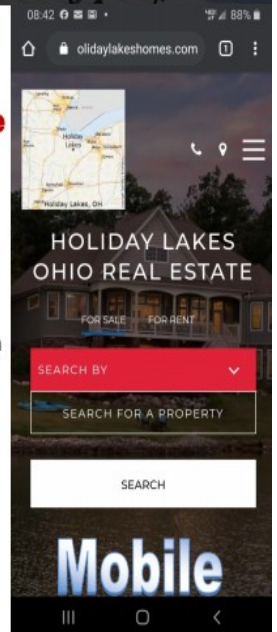 08:42
88%
olidaylakeshomes.com
1
Holiday
Lakes
Holiday Lakes, OH
HOLIDAY LAKES
OHIO REAL ESTATE
FOR SALE FOR RENT
SEARCH BY
SEARCH FOR A PROPERTY
SEARCH
Mobile